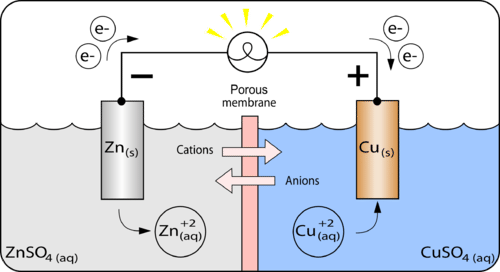 e-
e-
e-
e-
−
+
Porous
membrane
Zn(s)
Cu(s)
Cations
Anions
Zn+2(aq)
Cu+2(aq)
ZnSO4 (aq)
CuSO4 (aq)